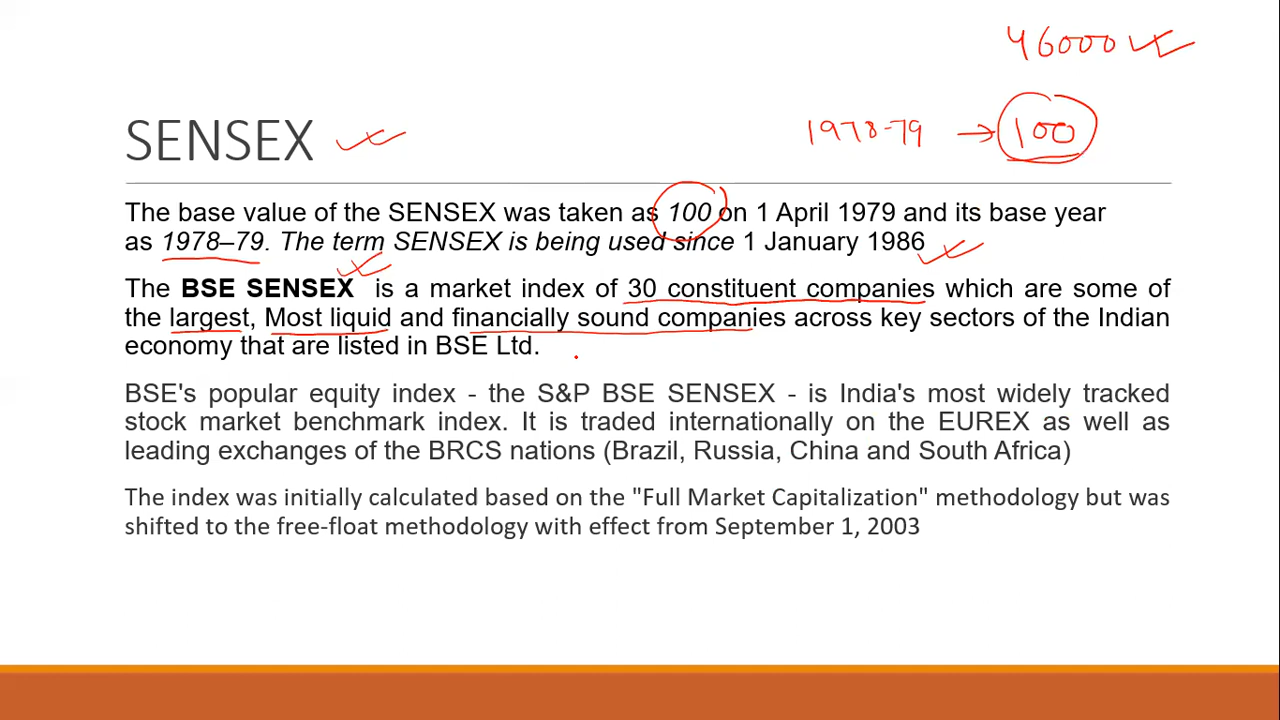 46000
SENSEX
1978-79 → 100
The base value of the SENSEX was taken as 100 on 1 April 1979 and its base year
as 1978–79. The term SENSEX is being used since 1 January 1986
The BSE SENSEX is a market index of 30 constituent companies which are some of
the largest, Most liquid and financially sound companies across key sectors of the Indian
economy that are listed in BSE Ltd.
BSE's popular equity index - the S&P BSE SENSEX - is India's most widely tracked
stock market benchmark index. It is traded internationally on the EUREX as well as
leading exchanges of the BRCS nations (Brazil, Russia, China and South Africa)
The index was initially calculated based on the "Full Market Capitalization" methodology but was
shifted to the free-float methodology with effect from September 1, 2003